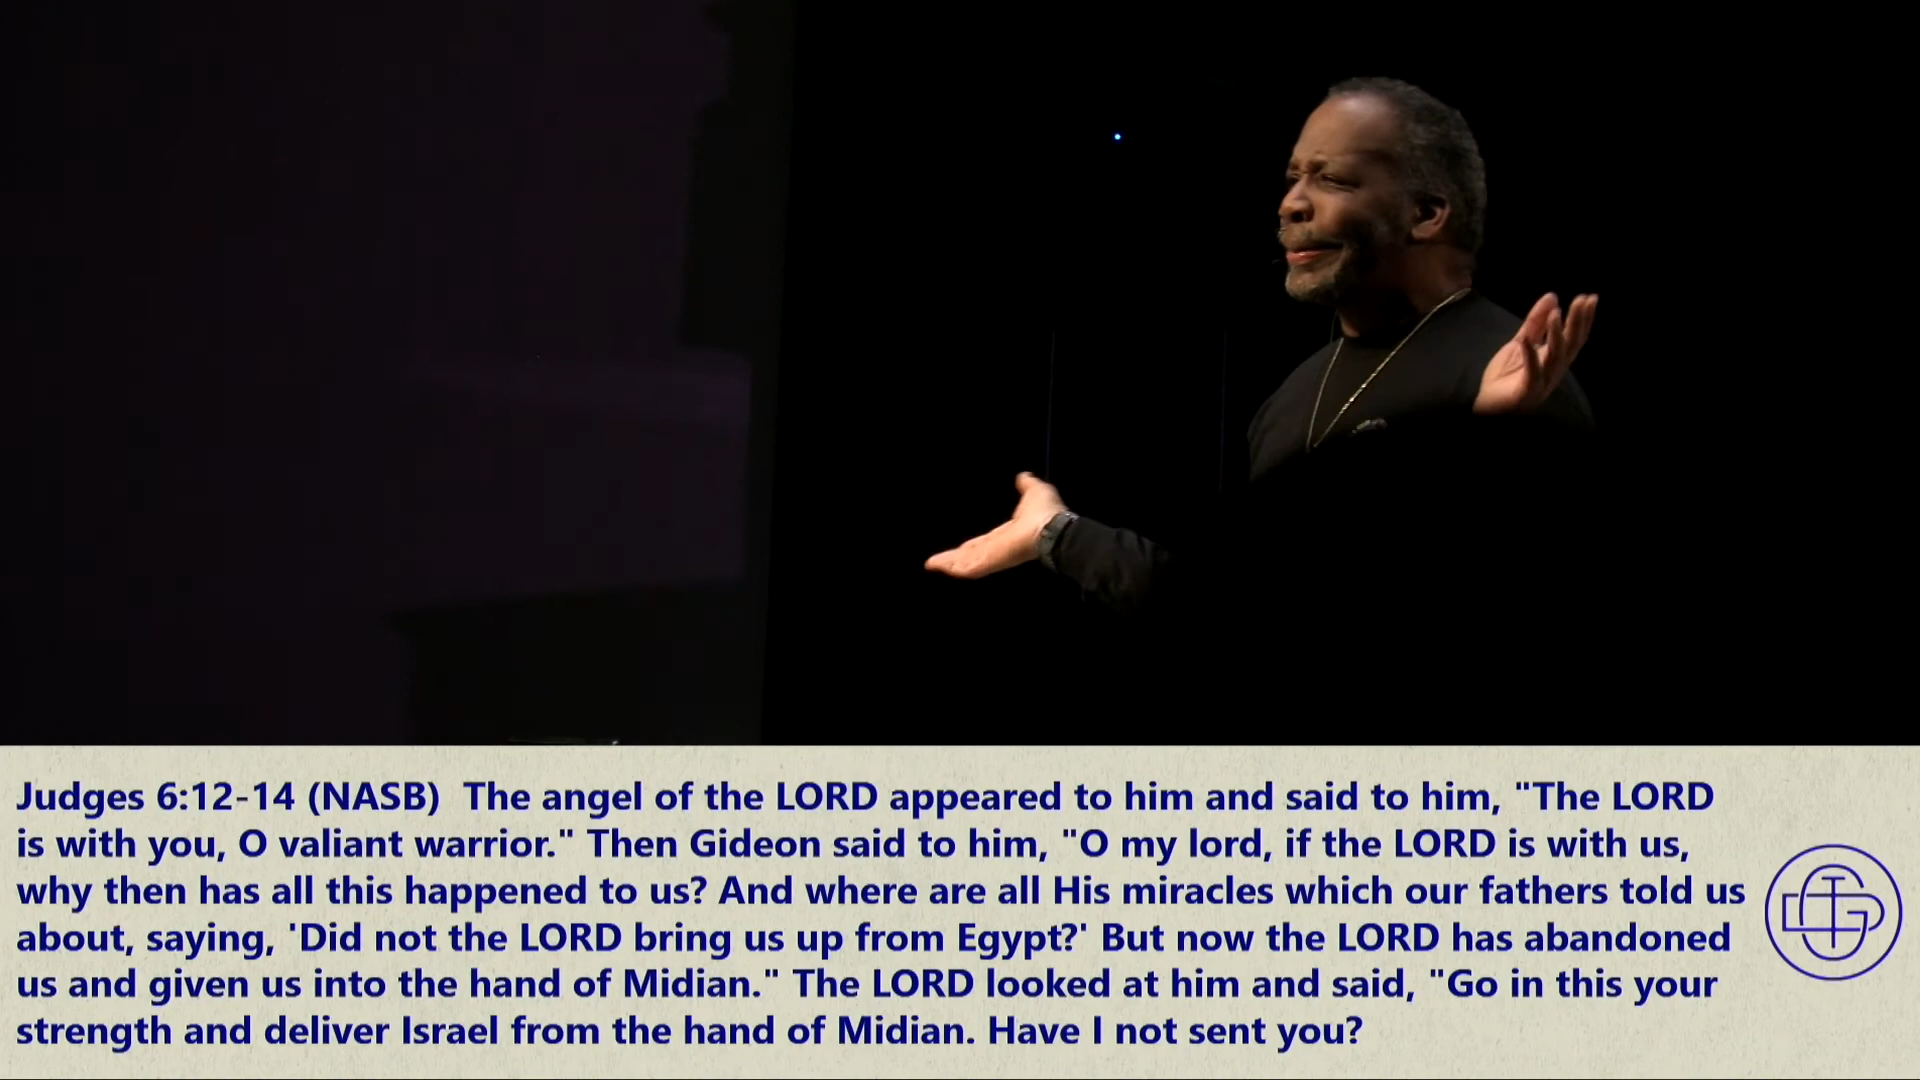 Judges 6:12-14 (NASB)  The angel of the LORD appeared to him and said to him, "The LORD
is with you, O valiant warrior." Then Gideon said to him, "O my lord, if the LORD is with us,
why then has all this happened to us? And where are all His miracles which our fathers told us
about, saying, 'Did not the LORD bring us up from Egypt?' But now the LORD has abandoned
us and given us into the hand of Midian." The LORD looked at him and said, "Go in this your
strength and deliver Israel from the hand of Midian. Have I not sent you?